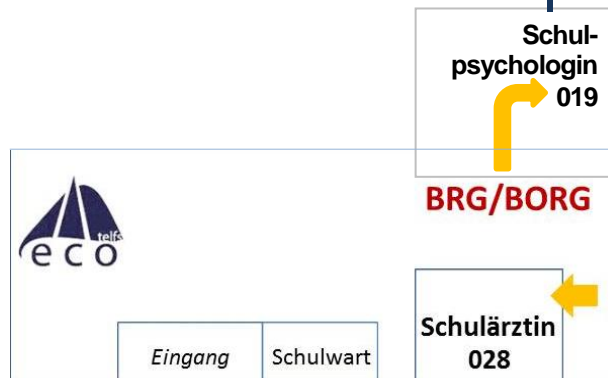 Schul-
psychologin
019
BRG/BORG
telfs
eco
Schulärztin
028
Eingang
Schulwart